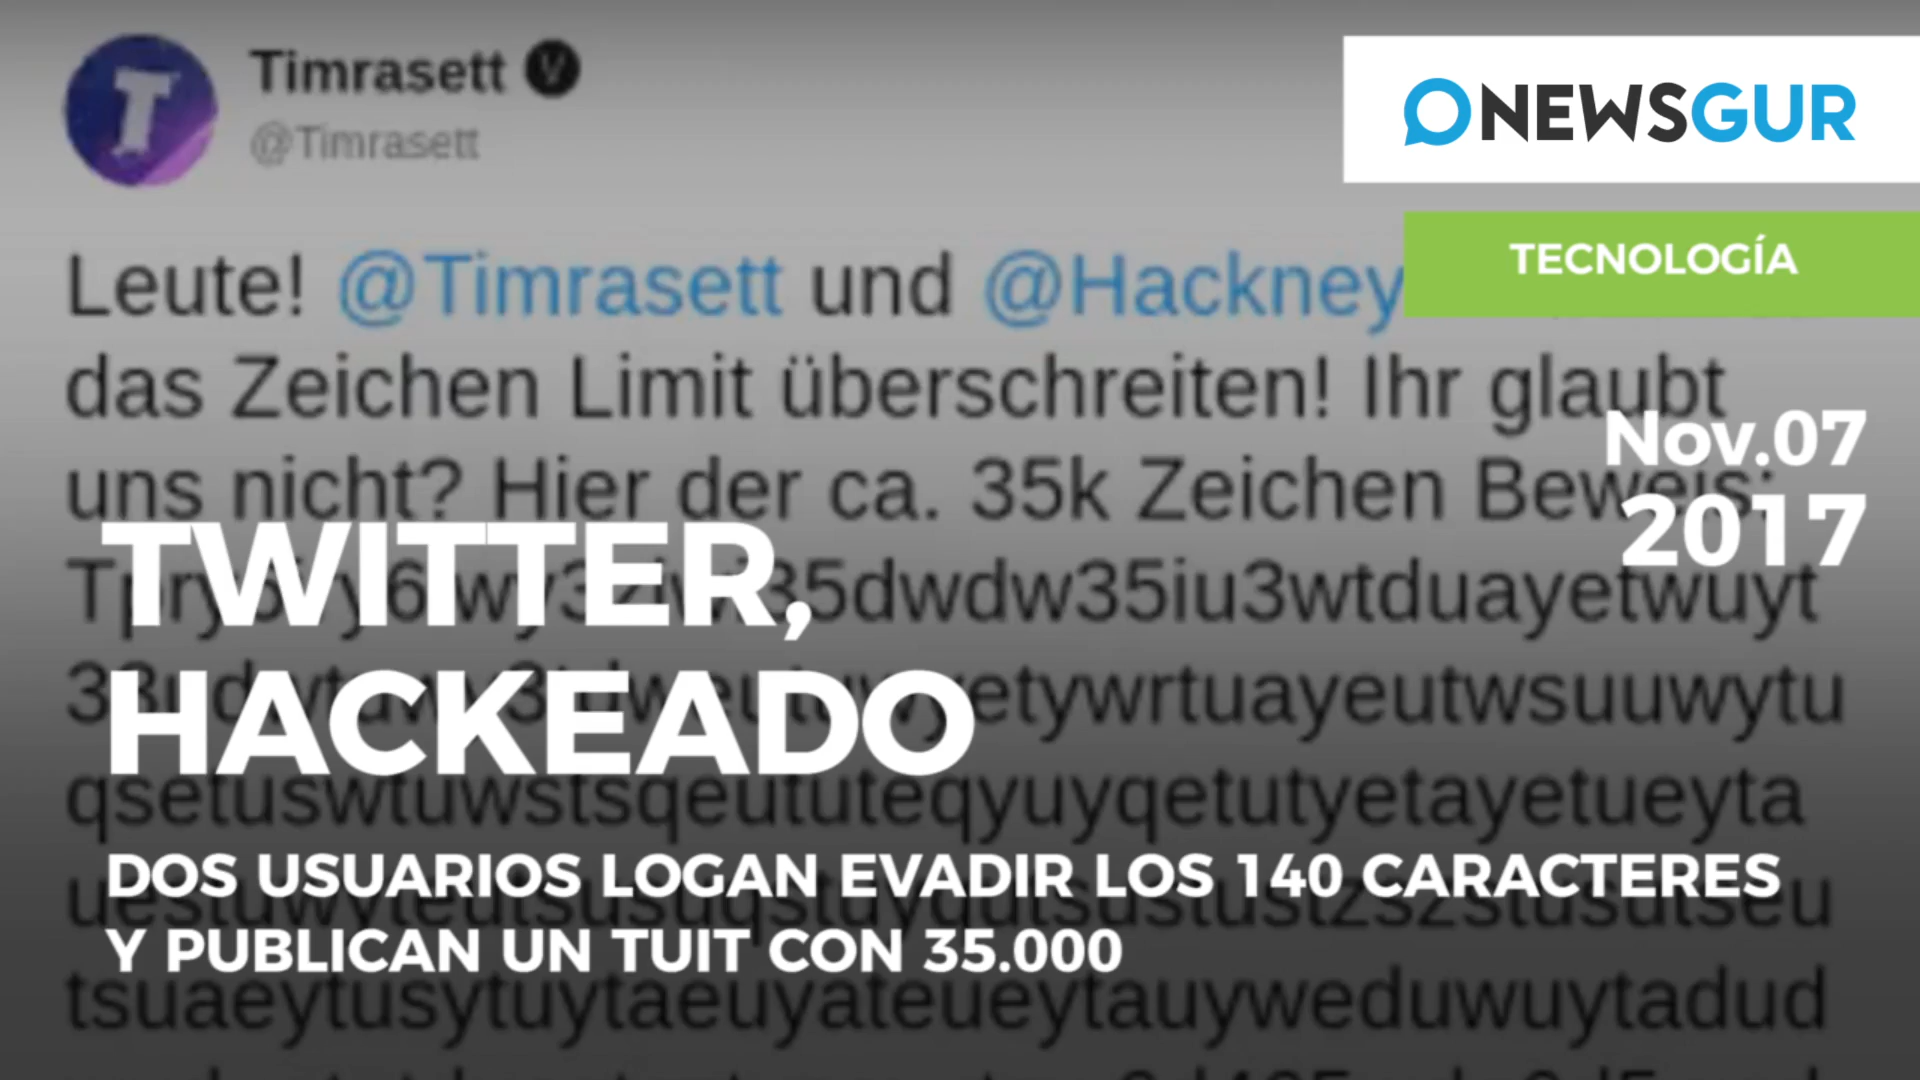 Timrasett
@Timrasett
NEWSGUR
TECNOLOGÍA
Leute! @Timrasett und @Hackney
das Zeichen Limit überschreiten! Ihr glaubt
Nov.07
uns nicht? Hier der ca. 35k Zeichen Beweis:
2017
TWITTER,
HACKEADO
qsetuswtuwstsqeututeqyuyqetutyetayetueyta
DOS USUARIOS LOGAN EVADIR LOS 140 CARACTERES
Y PUBLICAN UN TUIT CON 35.000
tsuaeytusytuytaeuyateueytauyweduwuytadud